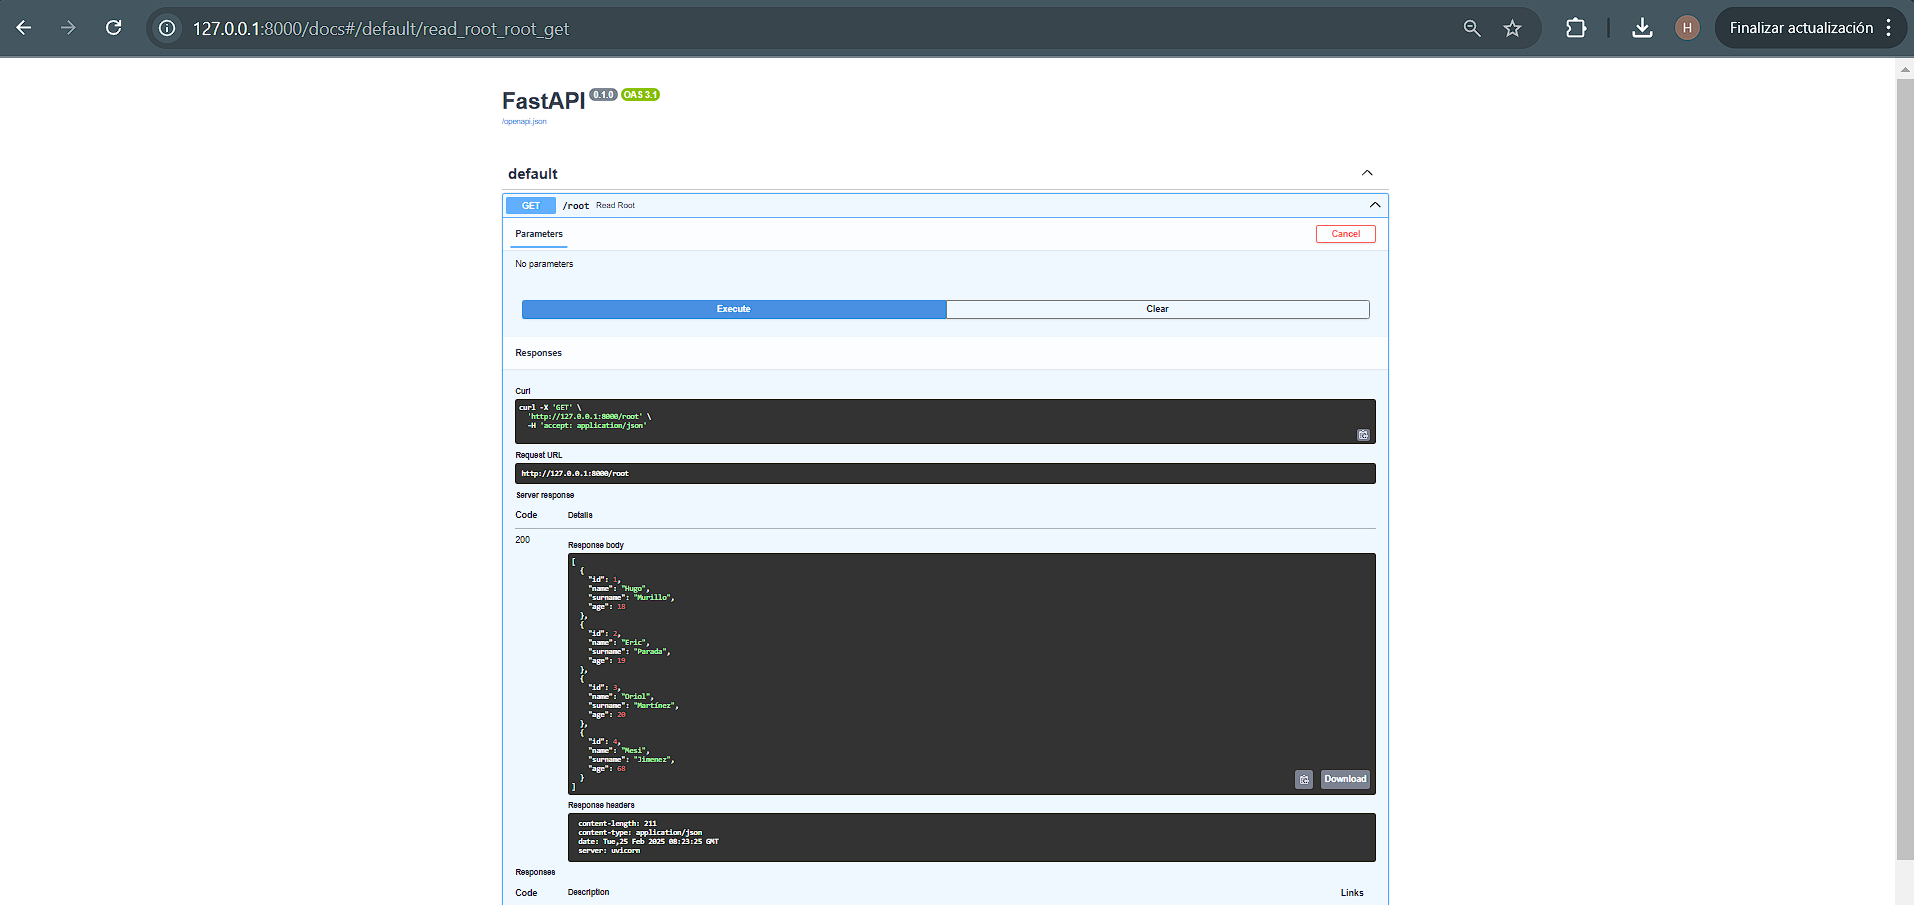 127.0.0.1:8000/docs#/default/read_root_root_get
H
Finalizar actualización
FastAPI 0.1.0 OAS 3.1
/openapi.json
default
GET /root Read Root
Parameters
Cancel
No parameters
Execute
Clear
Responses
Curl
curl -X 'GET' \
'http://127.0.0.1:8000/root' \
-H 'accept: application/json'
Request URL
http://127.0.0.1:8000/root
Server response
Code Details
200
Response body
[
{
"id": 1,
"name": "Hugo",
"surname": "Murillo",
"age": 18
},
{
"id": 2,
"name": "Eric",
"surname": "Parada",
"age": 19
},
{
"id": 3,
"name": "Oriol",
"surname": "Martínez",
"age": 20
},
{
"id": 4,
"name": "Mesi",
"surname": "Jimenez",
"age": 68
}
]
Download
Response headers
content-length: 211
content-type: application/json
date: Tue,25 Feb 2025 08:23:25 GMT
server: uvicorn
Responses
Code Description Links